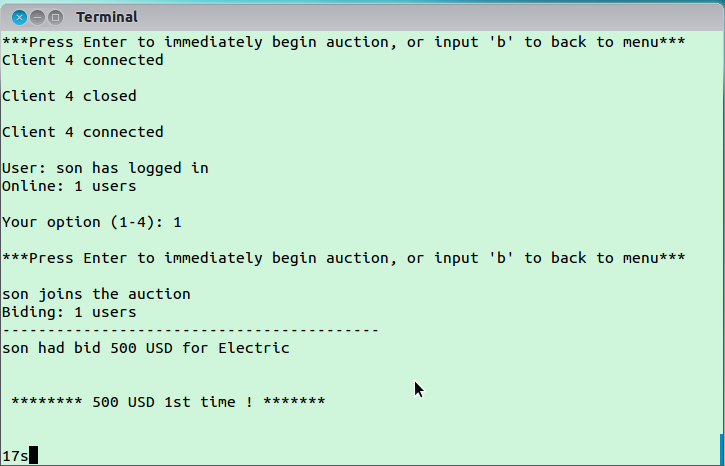 Terminal
***Press Enter to immediately begin auction, or input 'b' to back to menu***
Client 4 connected
Client 4 closed
Client 4 connected
User: son has logged in
Online: 1 users
Your option (1-4): 1
***Press Enter to immediately begin auction, or input 'b' to back to menu***
son joins the auction
Biding: 1 users
------------------------------------------
son had bid 500 USD for Electric
******** 500 USD 1st time ! *******
17s